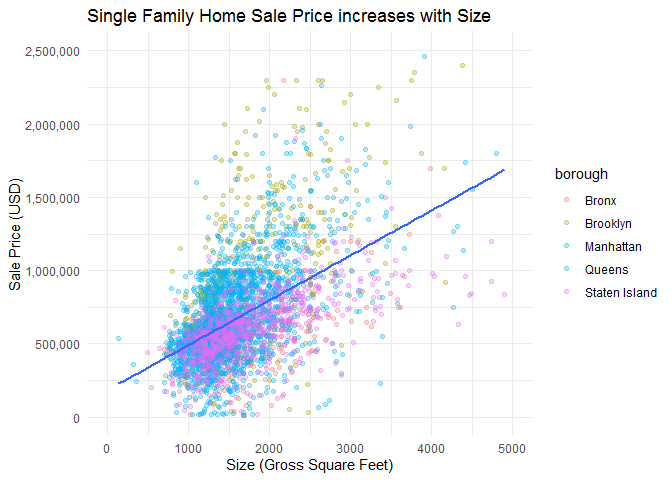 Single Family Home Sale Price increases with Size
Sale Price (USD)
2,500,000
2,000,000
1,500,000
1,000,000
500,000
0
0 1000 2000 3000 4000 5000
Size (Gross Square Feet)
borough
Bronx
Brooklyn
Manhattan
Queens
Staten Island